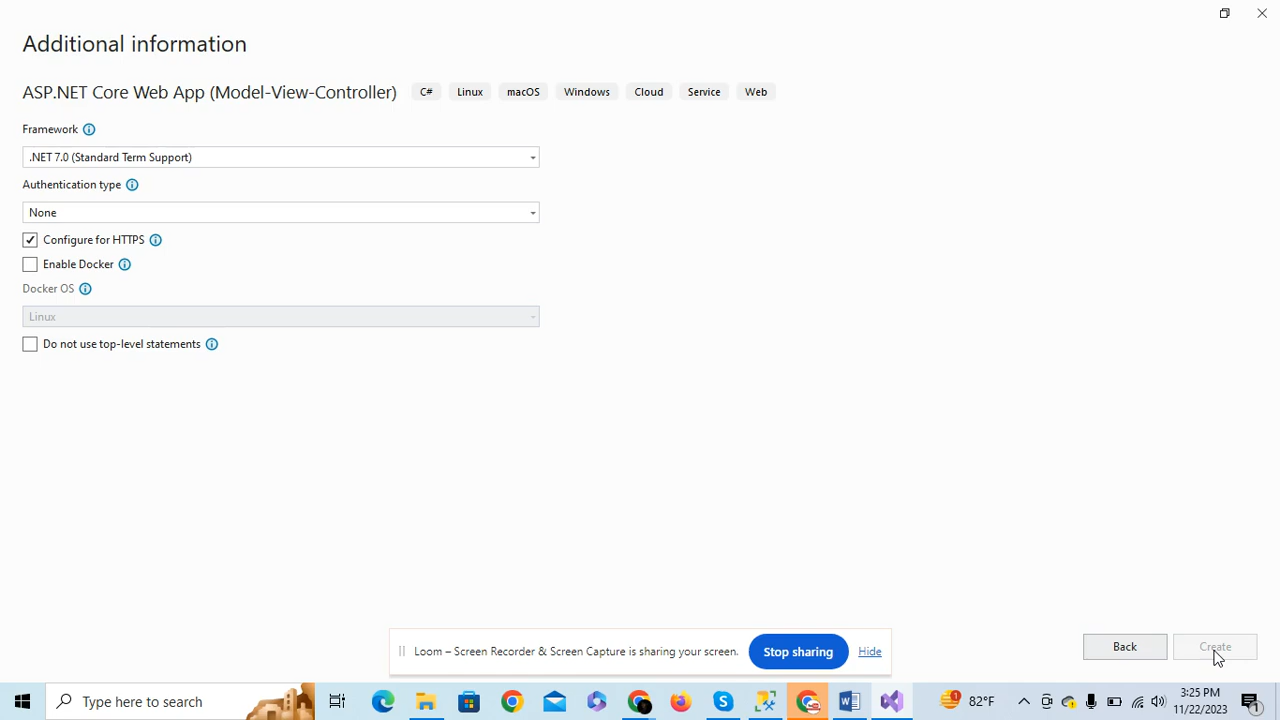 Additional information
ASP.NET Core Web App (Model-View-Controller) C# Linux macOS Windows Cloud Service Web
Framework
.NET 7.0 (Standard Term Support)
Authentication type
None
Configure for HTTPS
Enable Docker
Docker OS
Linux
Do not use top-level statements
Back Create
Loom – Screen Recorder & Screen Capture is sharing your screen. Stop sharing Hide
Type here to search
1 82°F
3:25 PM
11/22/2023
1